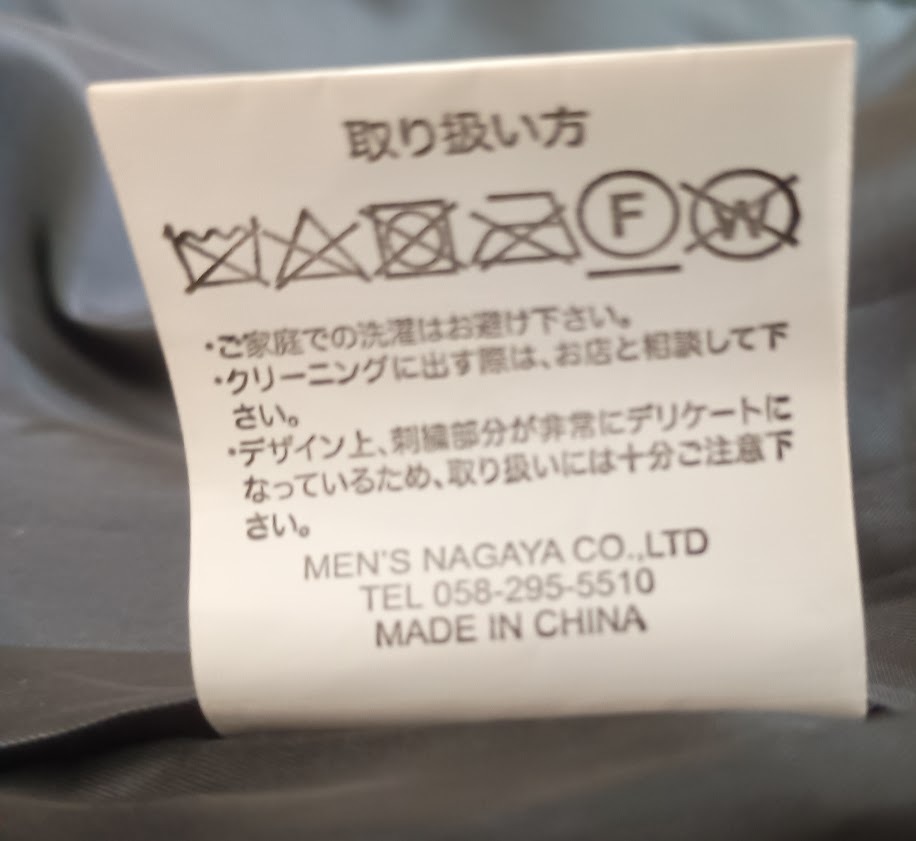 取り扱い方
F W
・ご家庭での洗濯はお避け下さい。
・クリーニングに出す際は、お店と相談して下
さい。
・デザイン上、刺繍部分が非常にデリケートに
なっているため、取り扱いには十分ご注意下
さい。
MEN'S NAGAYA CO.,LTD
TEL 058-295-5510
MADE IN CHINA